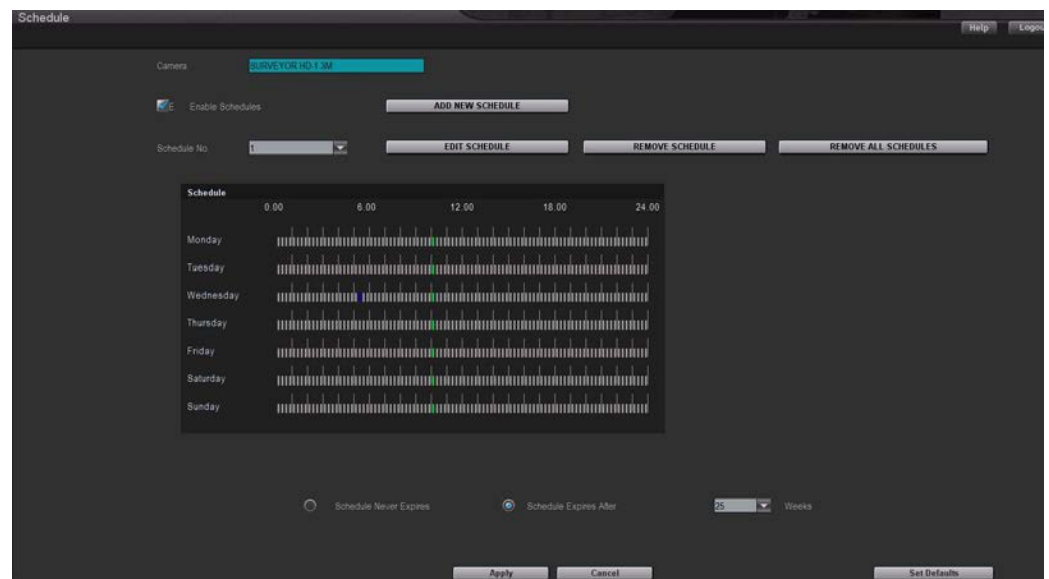 Schedule
Help Logou
Camera SURVEYOR HD-1.3M
E Enable Schedules ADD NEW SCHEDULE
Schedule No. 1 EDIT SCHEDULE REMOVE SCHEDULE REMOVE ALL SCHEDULES
Schedule
0.00 6.00 12.00 18.00 24.00
Monday
Tuesday
Wednesday
Thursday
Friday
Saturday
Sunday
Schedule Never Expires Schedule Expires After 25 Weeks
Apply Cancel Set Defaults